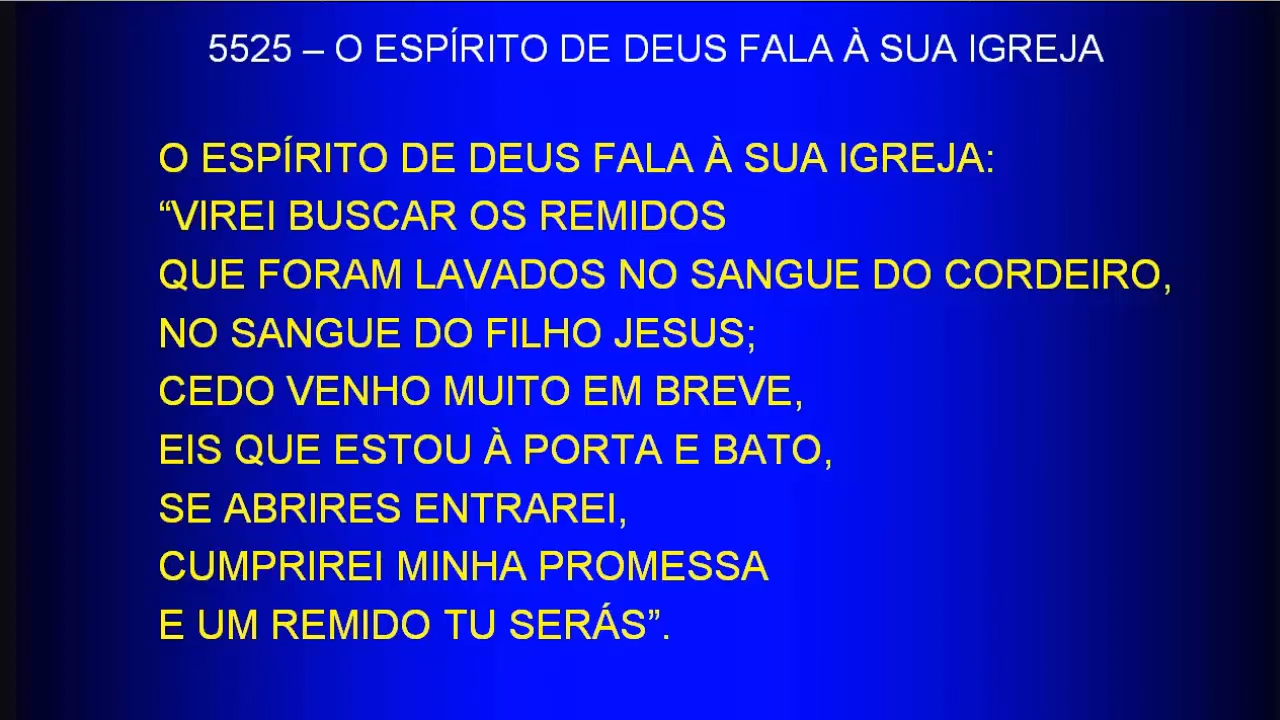 5525 – O ESPÍRITO DE DEUS FALA À SUA IGREJA
O ESPÍRITO DE DEUS FALA À SUA IGREJA:
“VIREI BUSCAR OS REMIDOS
QUE FORAM LAVADOS NO SANGUE DO CORDEIRO,
NO SANGUE DO FILHO JESUS;
CEDO VENHO MUITO EM BREVE,
EIS QUE ESTOU À PORTA E BATO,
SE ABRIRES ENTRAREI,
CUMPRIREI MINHA PROMESSA
E UM REMIDO TU SERÁS”.